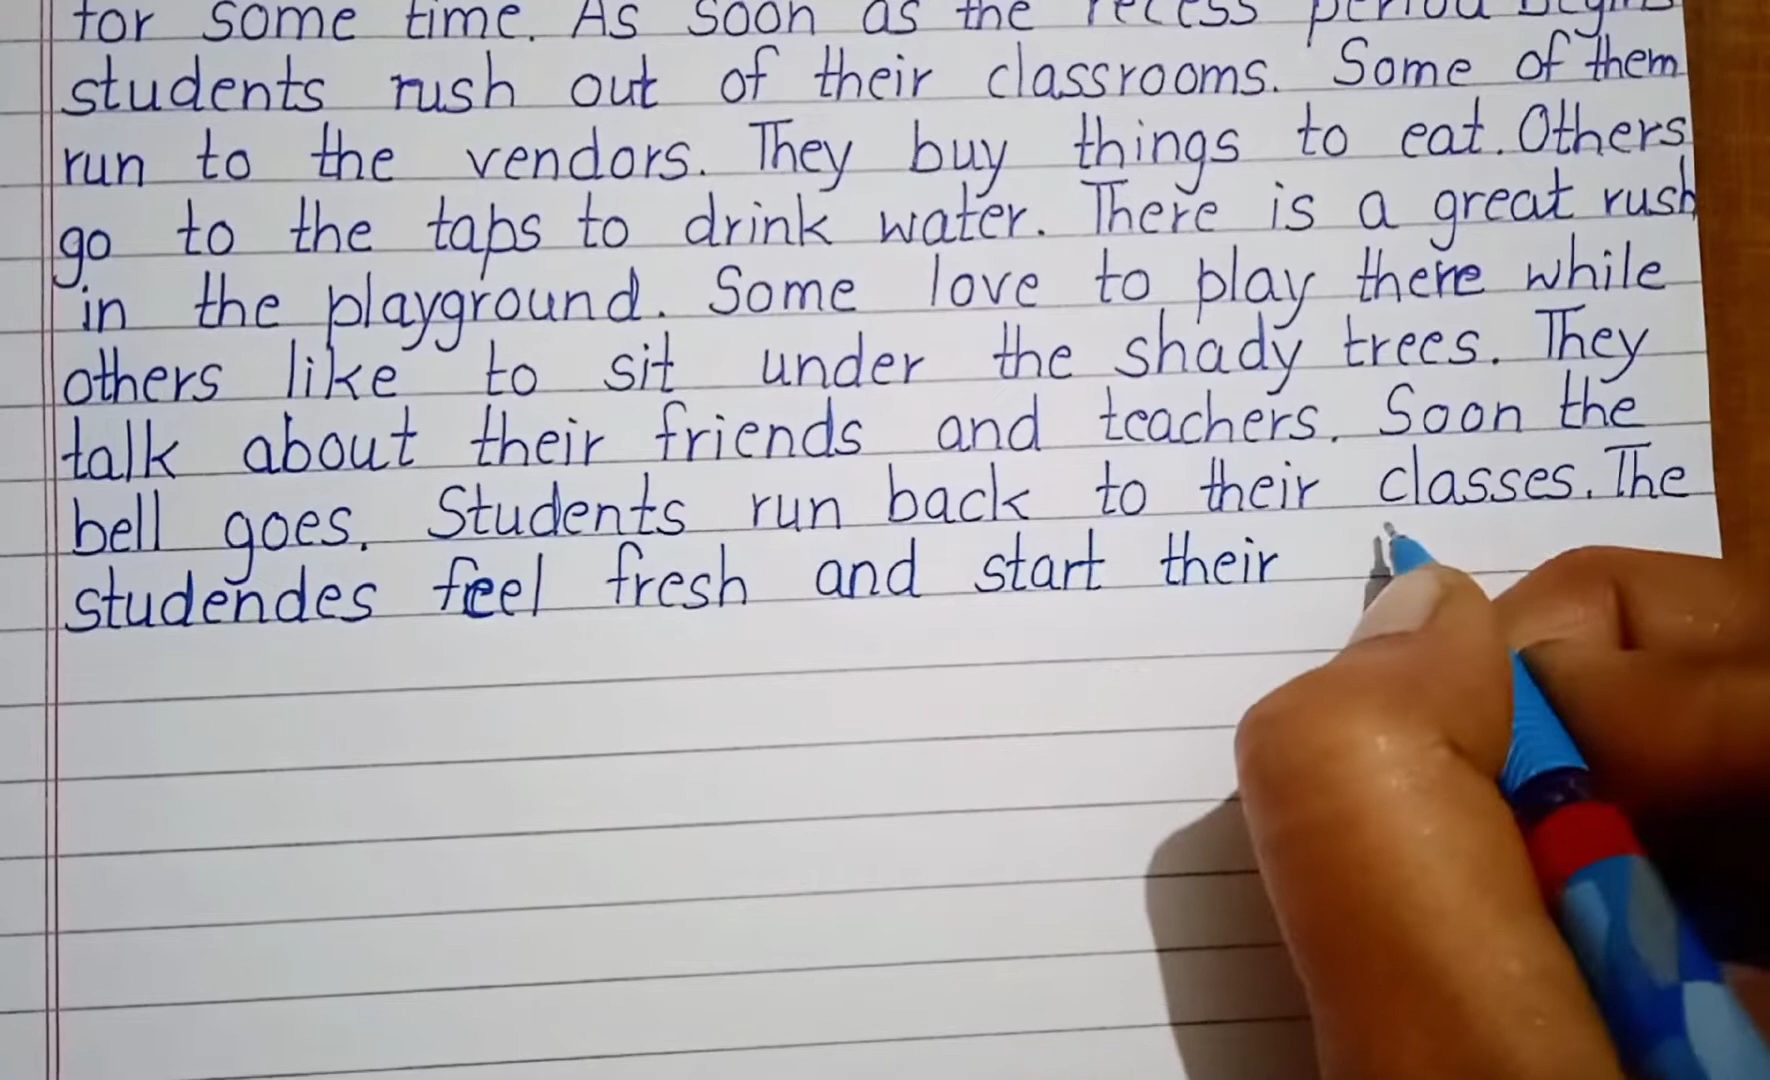 for some time. As soon as the recess period begins
students rush out of their classrooms. Some of them
run to the vendors. They buy things to eat. Others
go to the taps to drink water. There is a great rush
in the playground. Some love to play there while
others like to sit under the shady trees. They
talk about their friends and teachers. Soon the
bell goes. Students run back to their classes. The
studendes feel fresh and start their